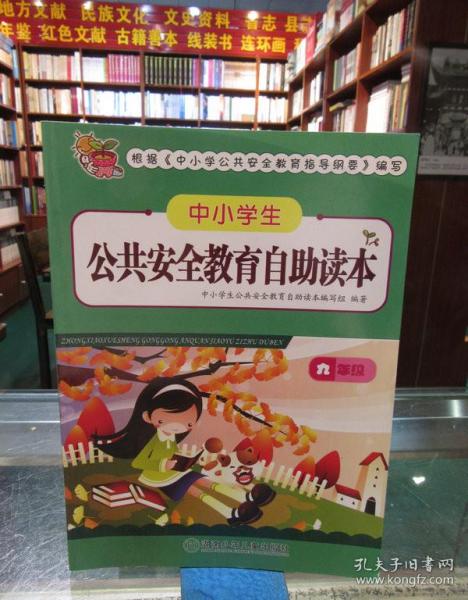 地方文献 民族文化 文史资料 省志 县
年鉴 红色文献 古籍善本 线装书 连环画
根据《中小学公共安全教育指导纲要》编写
中小学生
公共安全教育自助读本
中小学生公共安全教育自助读本编写组 编著
ZHONGXIAOXUESHENG GONGGONG ANQUAN JIAOYU ZIZHU DUBEN
九年级
孔夫子旧书网
www.kongfz.com